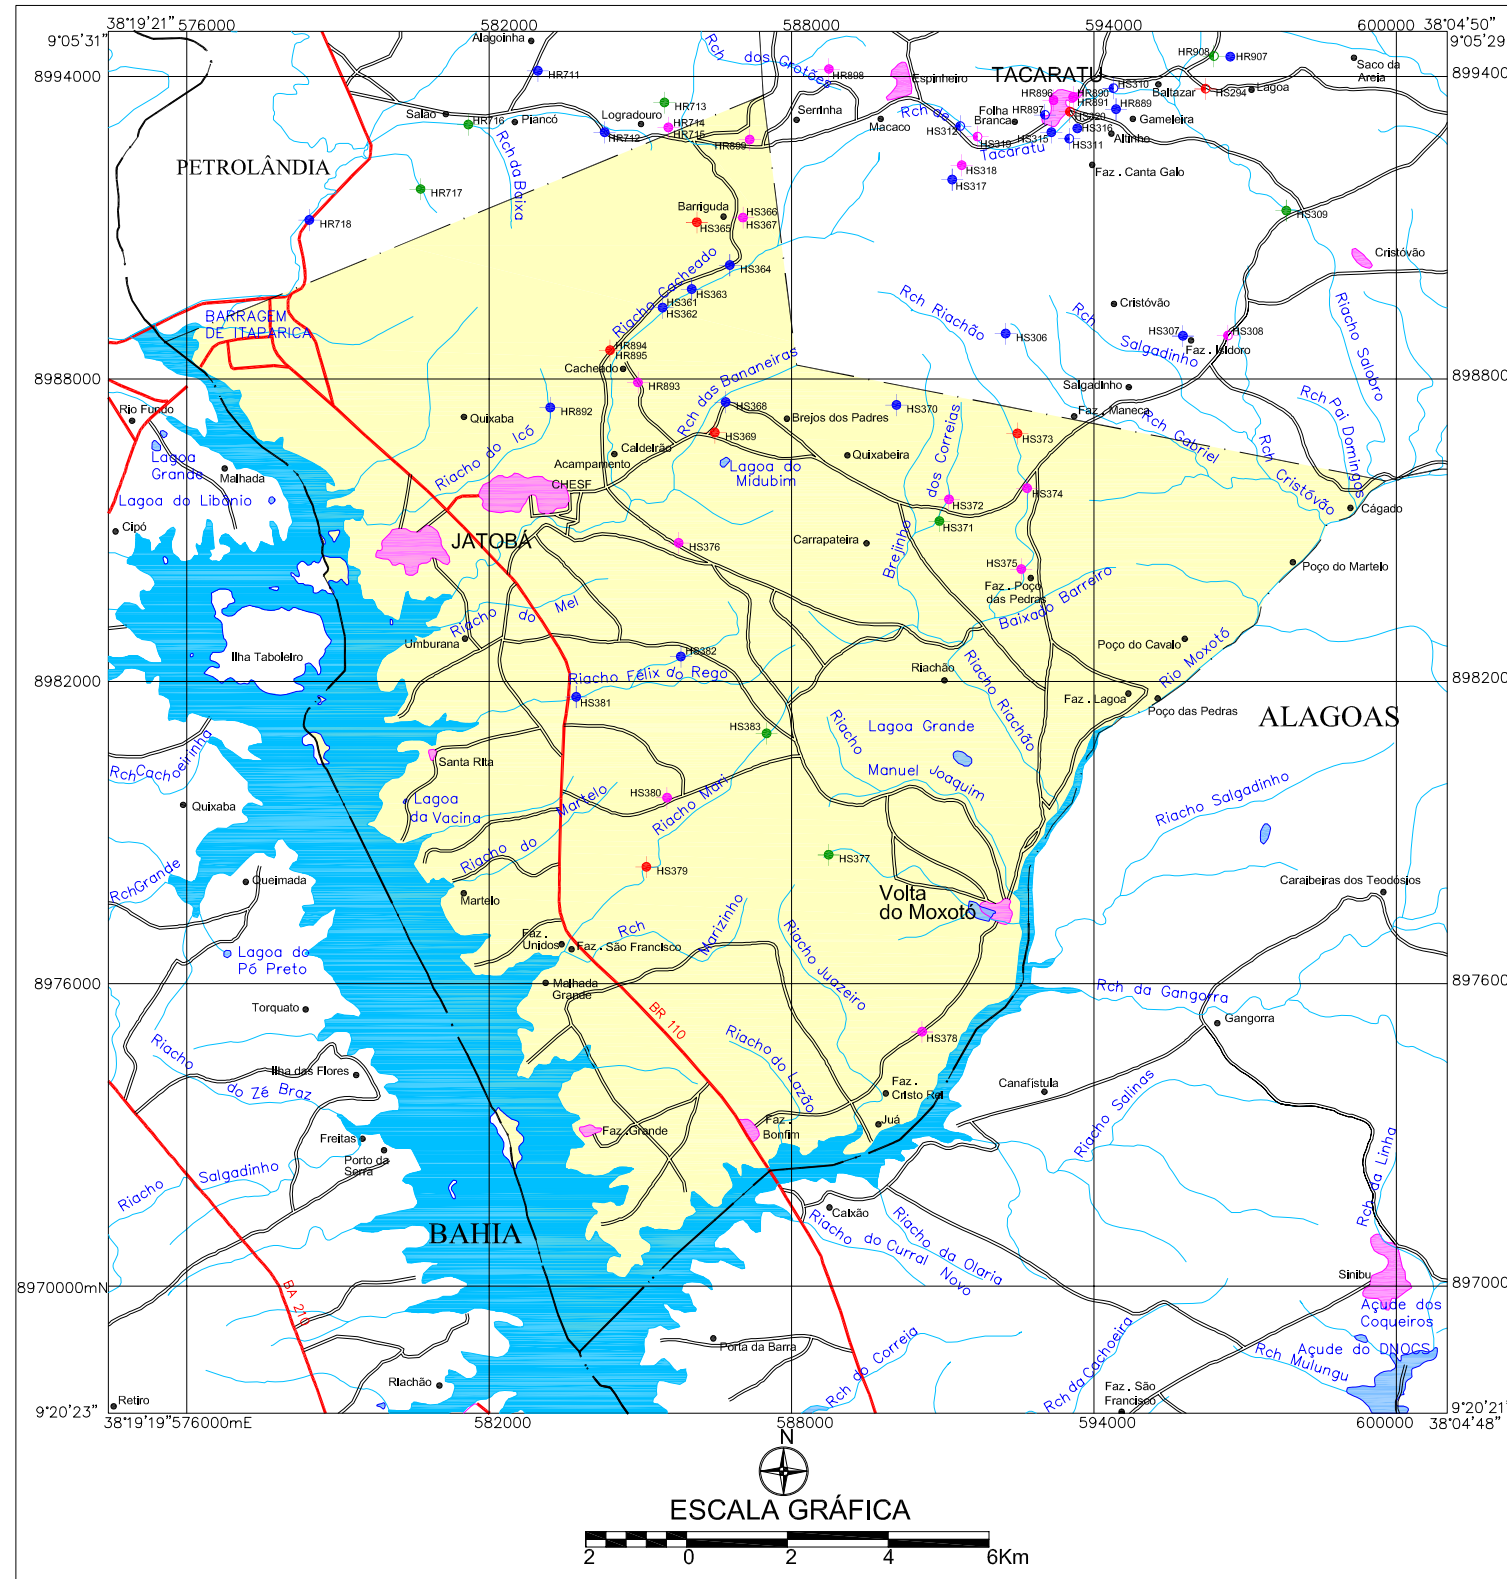 38°19'21"
576000
582000
588000
594000
600000
38°04'50"
9°05'31
9°05'29
8994000
899400
Alagoinha
HR711
Rch dos Grotões
HR898
Espinheiro
TACARATU
HR908
HR907
Saco da
Areia
HS310
Baltazar
HS294
Lagoa
HR713
HR714
HR715
HR716
Salão
Piancó
Logradouro
HR712
HR899
Serrinha
Macaco
Rch de
HS312
HS319
Tacaratu
Folha
Branca
HR896
HR897
HR890
HR891
HS320
HR889
HS315
HS316
HS311
Gameleira
Altinho
HS318
HS317
Faz. Canta Galo
PETROLÂNDIA
HR717
Rch da Baixa
HR718
Barriguda
HS366
HS367
HS365
HS309
Cristóvão
HS364
Riacho Cacheado
HS363
HS361
HS362
BARRAGEM
DE ITAPARICA
Rch Riachão
HS306
Cristóvão
Rch Salgadinho
HS307
HS308
Faz. Isidoro
Riacho Salobro
HR894
HR895
Cacheado
HR893
Rch das Bananeiras
8988000
898800
Salgadinho
Rio Fundo
Quixaba
HR892
HS368
HS369
Brejos dos Padres
HS370
HS373
Faz. Maneca
Rch Gabriel
Rch Pai Domingos
Rch Cristóvão
Lagoa
Grande
Malhada
Lagoa do Libânio
Cipó
Riacho do Icó
Caldeirão
Acampamento
CHESF
Lagoa do
Midubim
Quixabeira
dos Correias
Brejinho
HS372
HS371
HS374
Cágado
JATOBÁ
HS376
Carrapateira
HS375
Faz. Poço
das Pedras
Poço do Martelo
Baixado Barreiro
Riacho do Mel
Umburana
Ilha Taboleiro
HS382
Riacho Félix do Rego
HS381
Riachão
Riacho Riachão
Poço do Cavalo
Rio Moxotó
8982000
898200
Faz. Lagoa
Poço das Pedras
ALAGOAS
HS383
Riacho
Manuel Joaquim
Lagoa Grande
Rch Cachoeirinha
Santa Rita
Quixaba
Lagoa
da Vacina
HS380
Riacho do Martelo
Riacho Mari
Riacho Salgadinho
HS379
HS377
Rch Grande
Queimada
Martelo
Volta
do Moxotó
Caraibeiras dos Teodósios
Faz.
Unidos
Faz. São Francisco
Rch Marizinho
Riacho Juazeiro
Lagoa do
Pó Preto
Malhada
Grande
8976000
897600
Torquato
BR 110
Rch da Gangorra
Gangorra
HS378
Riacho do Zé Braz
Ilha das Flores
Riacho do Lazão
Faz.
Cristo Rei
Canafístula
Riacho Salinas
Juá
Freitas
Porto da
Serra
Faz. Grande
Faz.
Bonfim
Riacho Salgadinho
BAHIA
Caixão
Riacho do Curral Novo
Riacho da Olaria
Rch da Linha
8970000mN
897000
BA 210
Sinibu
Açude dos
Coqueiros
Açude do DNOCS
Rch Mulungu
Porta da Barra
Rch do Correia
Rch da Cachoeira
Riachão
Retiro
Faz. São
Francisco
9°20'23"
9°20'21"
38°19'19"
576000mE
582000
588000
594000
600000
38°04'48"
N
ESCALA GRÁFICA
2 0 2 4 6Km